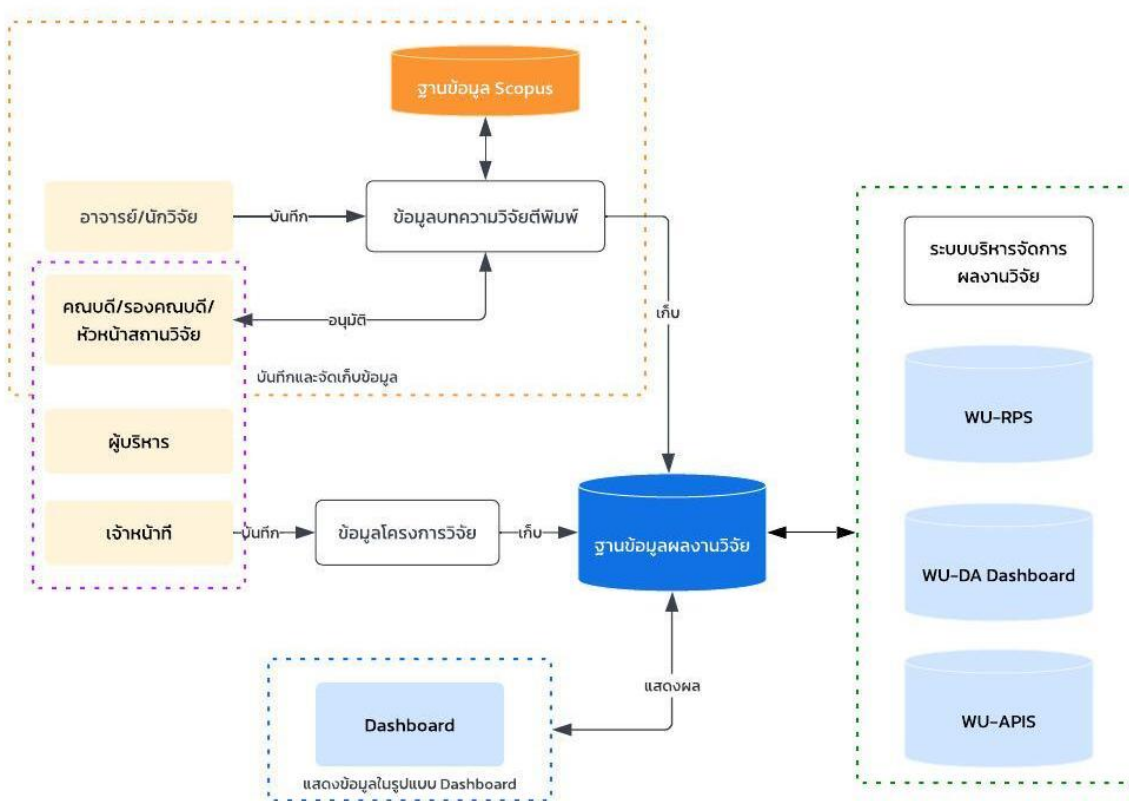 ฐานข้อมูล Scopus
อาจารย์/นักวิจัย
บันทึก
ข้อมูลบทความวิจัยตีพิมพ์
คณบดี/รองคณบดี/
หัวหน้าสถานวิจัย
อนุมัติ
บันทึกและจัดเก็บข้อมูล
เก็บ
ผู้บริหาร
เจ้าหน้าที่
บันทึก
ข้อมูลโครงการวิจัย
เก็บ
ฐานข้อมูลผลงานวิจัย
แสดงผล
Dashboard
แสดงข้อมูลในรูปแบบ Dashboard
ระบบบริหารจัดการ
ผลงานวิจัย
WU-RPS
WU-DA Dashboard
WU-APIS